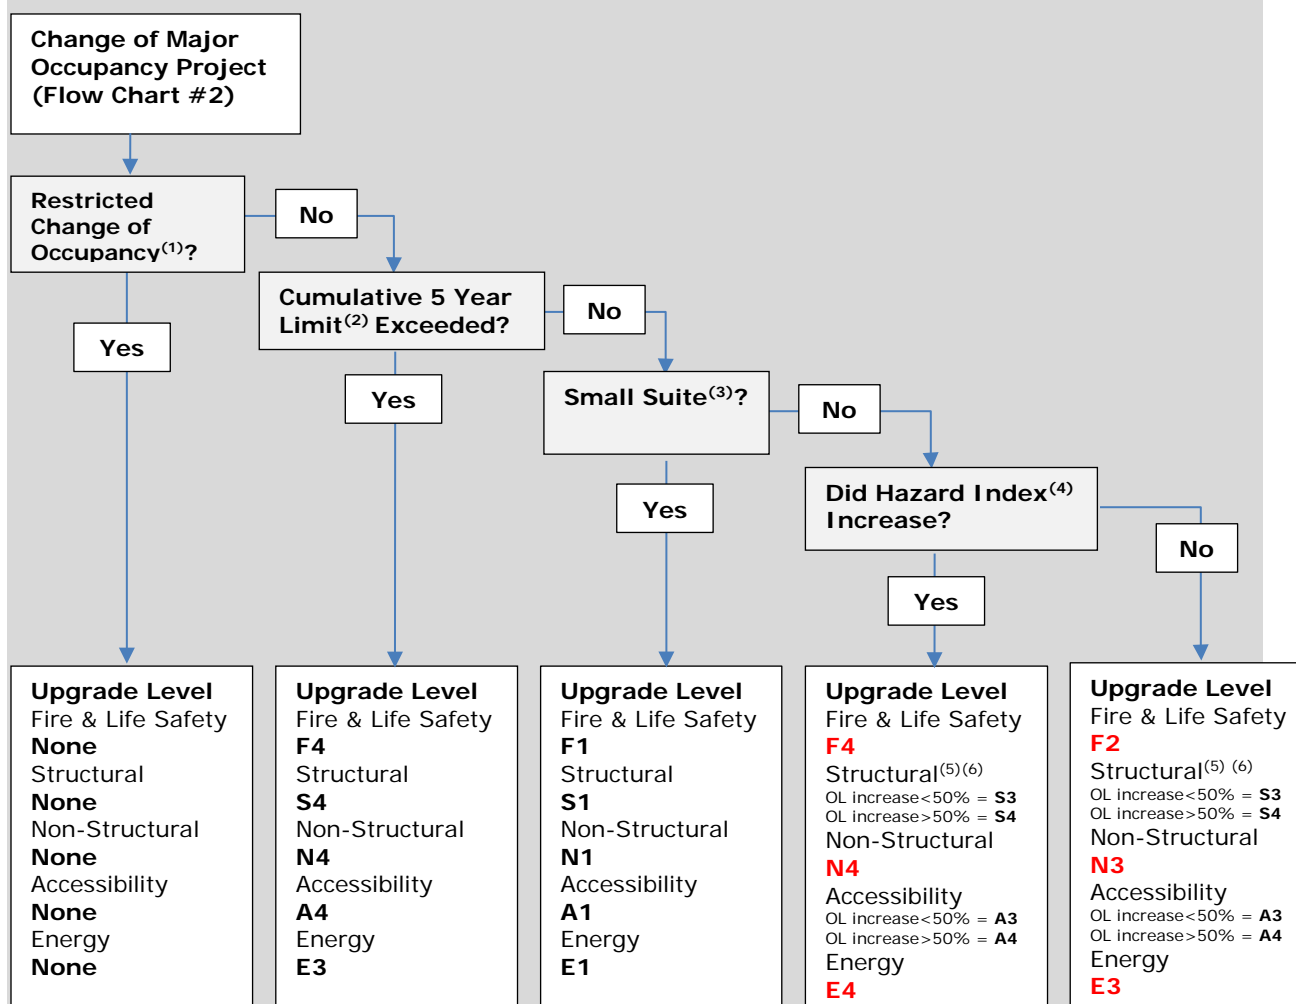 Change of Major
Occupancy Project
(Flow Chart #2)
Restricted
Change of
Occupancy(1)?
No
Yes
Cumulative 5 Year
Limit(2) Exceeded?
No
Yes
Small Suite(3)?
No
Yes
Did Hazard Index(4)
Increase?
No
Yes
Upgrade Level
Fire & Life Safety
None
Structural
None
Non-Structural
None
Accessibility
None
Energy
None
Upgrade Level
Fire & Life Safety
F4
Structural
S4
Non-Structural
N4
Accessibility
A4
Energy
E3
Upgrade Level
Fire & Life Safety
F1
Structural
S1
Non-Structural
N1
Accessibility
A1
Energy
E1
Upgrade Level
Fire & Life Safety
F4
Structural(5)(6)
OL increase<50% = S3
OL increase>50% = S4
Non-Structural
N4
Accessibility
OL increase<50% = A3
OL increase>50% = A4
Energy
E4
Upgrade Level
Fire & Life Safety
F2
Structural(5) (6)
OL increase<50% = S3
OL increase>50% = S4
Non-Structural
N3
Accessibility
OL increase<50% = A3
OL increase>50% = A4
Energy
E3